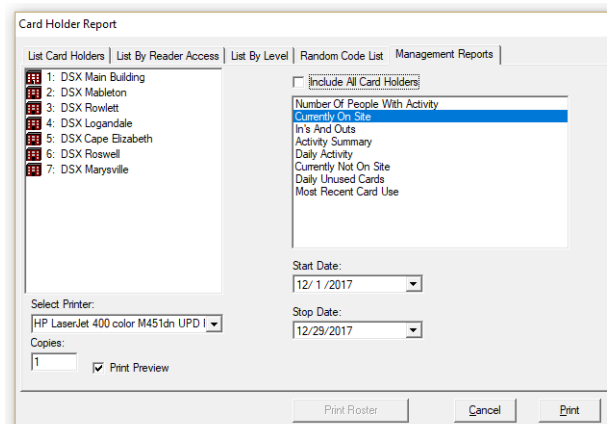 Card Holder Report
List Card Holders List By Reader Access List By Level Random Code List Management Reports
1: DSX Main Building
2: DSX Mableton
3: DSX Rowlett
4: DSX Logandale
5: DSX Cape Elizabeth
6: DSX Roswell
7: DSX Marysville
Include All Card Holders
Number Of People With Activity
Currently On Site
In's And Outs
Activity Summary
Daily Activity
Currently Not On Site
Daily Unused Cards
Most Recent Card Use
Start Date:
12/ 1 /2017
Stop Date:
12/29/2017
Select Printer:
HP LaserJet 400 color M451dn UPD
Copies:
1
Print Preview
Print Roster Cancel Print